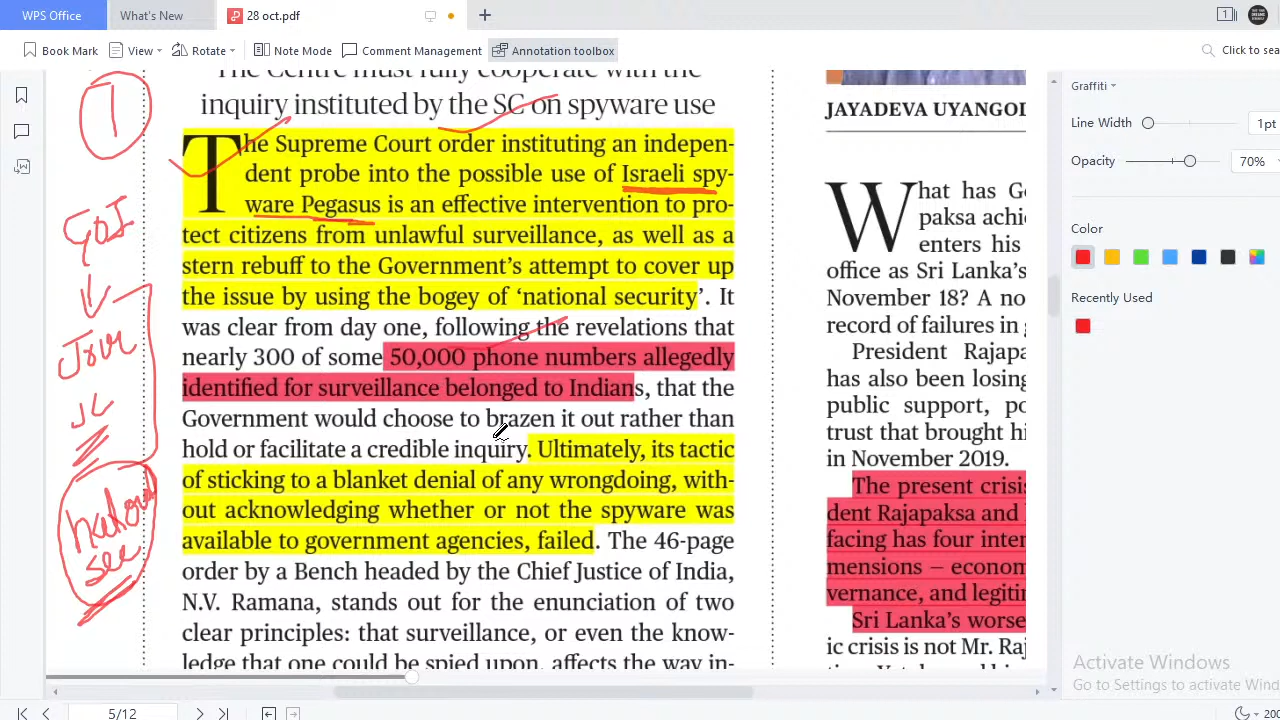 WPS Office
What's New
28 oct.pdf
1
Book Mark
View
Rotate
Note Mode
Comment Management
Annotation toolbox
Click to sea
The Centre must fully cooperate with the
inquiry instituted by the SC on spyware use
The Supreme Court order instituting an indepen-
dent probe into the possible use of Israeli spy-
ware Pegasus is an effective intervention to pro-
tect citizens from unlawful surveillance, as well as a
stern rebuff to the Government's attempt to cover up
the issue by using the bogey of 'national security'. It
was clear from day one, following the revelations that
nearly 300 of some 50,000 phone numbers allegedly
identified for surveillance belonged to Indians, that the
Government would choose to brazen it out rather than
hold or facilitate a credible inquiry. Ultimately, its tactic
of sticking to a blanket denial of any wrongdoing, with-
out acknowledging whether or not the spyware was
available to government agencies, failed. The 46-page
order by a Bench headed by the Chief Justice of India,
N.V. Ramana, stands out for the enunciation of two
clear principles: that surveillance, or even the know-
ledge that one could be spied upon, affects the way in-
1
GOI
Jour
SC
sec
JAYADEVA UYANGOD
What has Go
paksa achi
enters his
office as Sri Lanka's
November 18? A no
record of failures in g
President Rajapa
has also been losing
public support, po
trust that brought hi
in November 2019.
The present crisis
dent Rajapaksa and
facing has four inter
mensions – econom
vernance, and legitim
Sri Lanka's worse
ic crisis is not Mr. Raj
Graffiti
Line Width
1pt
Opacity
70%
Color
Recently Used
Activate Windows
Go to Settings to activate Wind
5/12
200